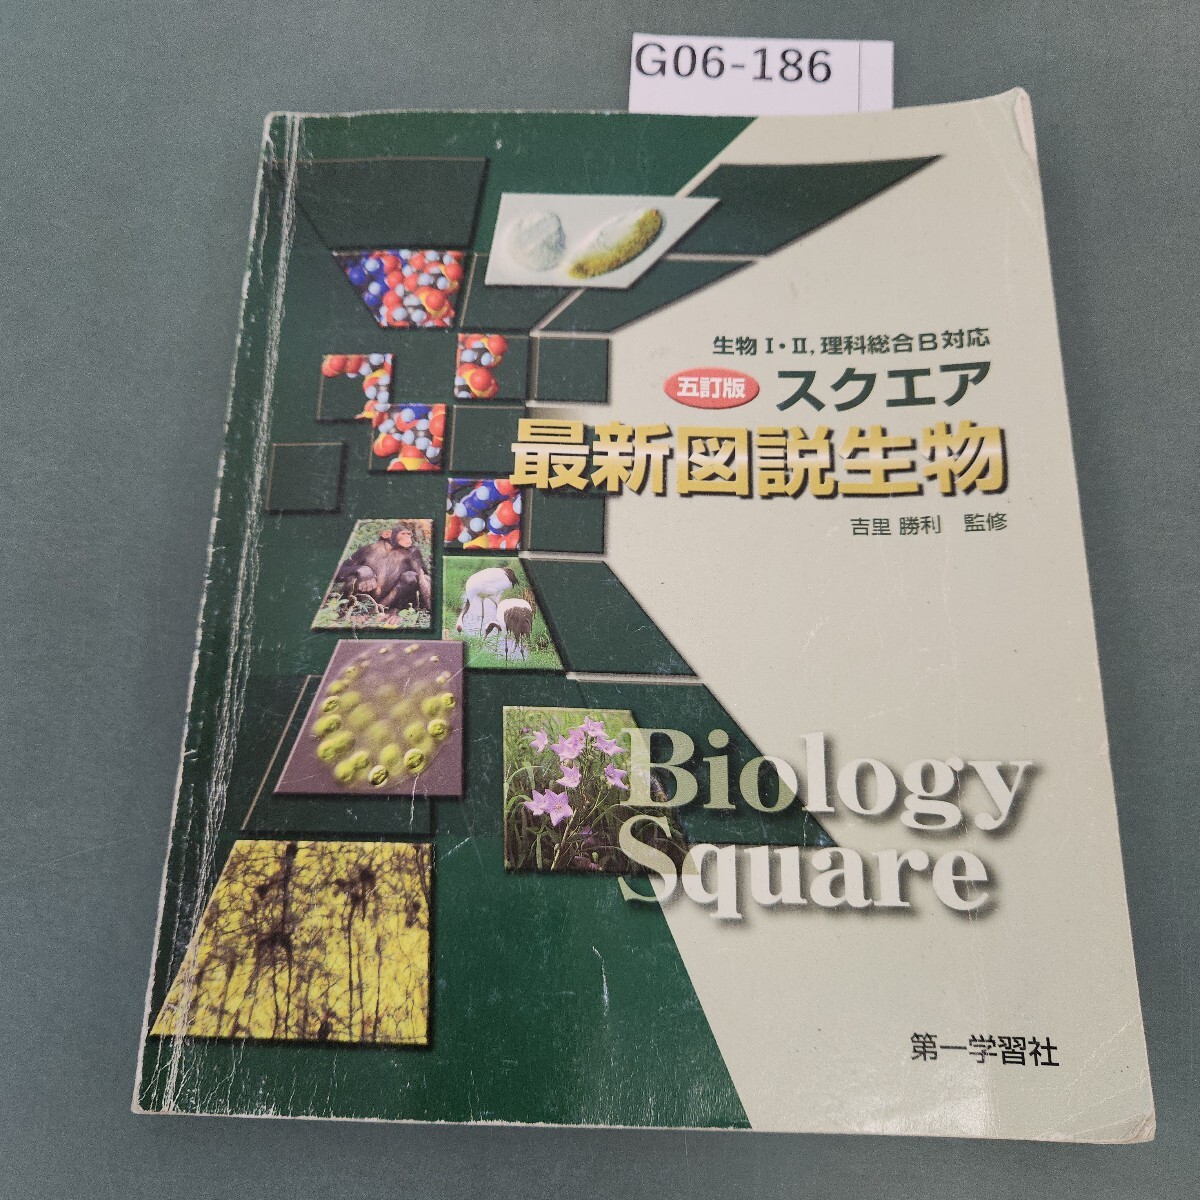 G06-186
生物Ⅰ・Ⅱ,理科総合B対応
五訂版 スクエア
最新図説生物
吉里 勝利 監修
Biology
Square
第一学習社